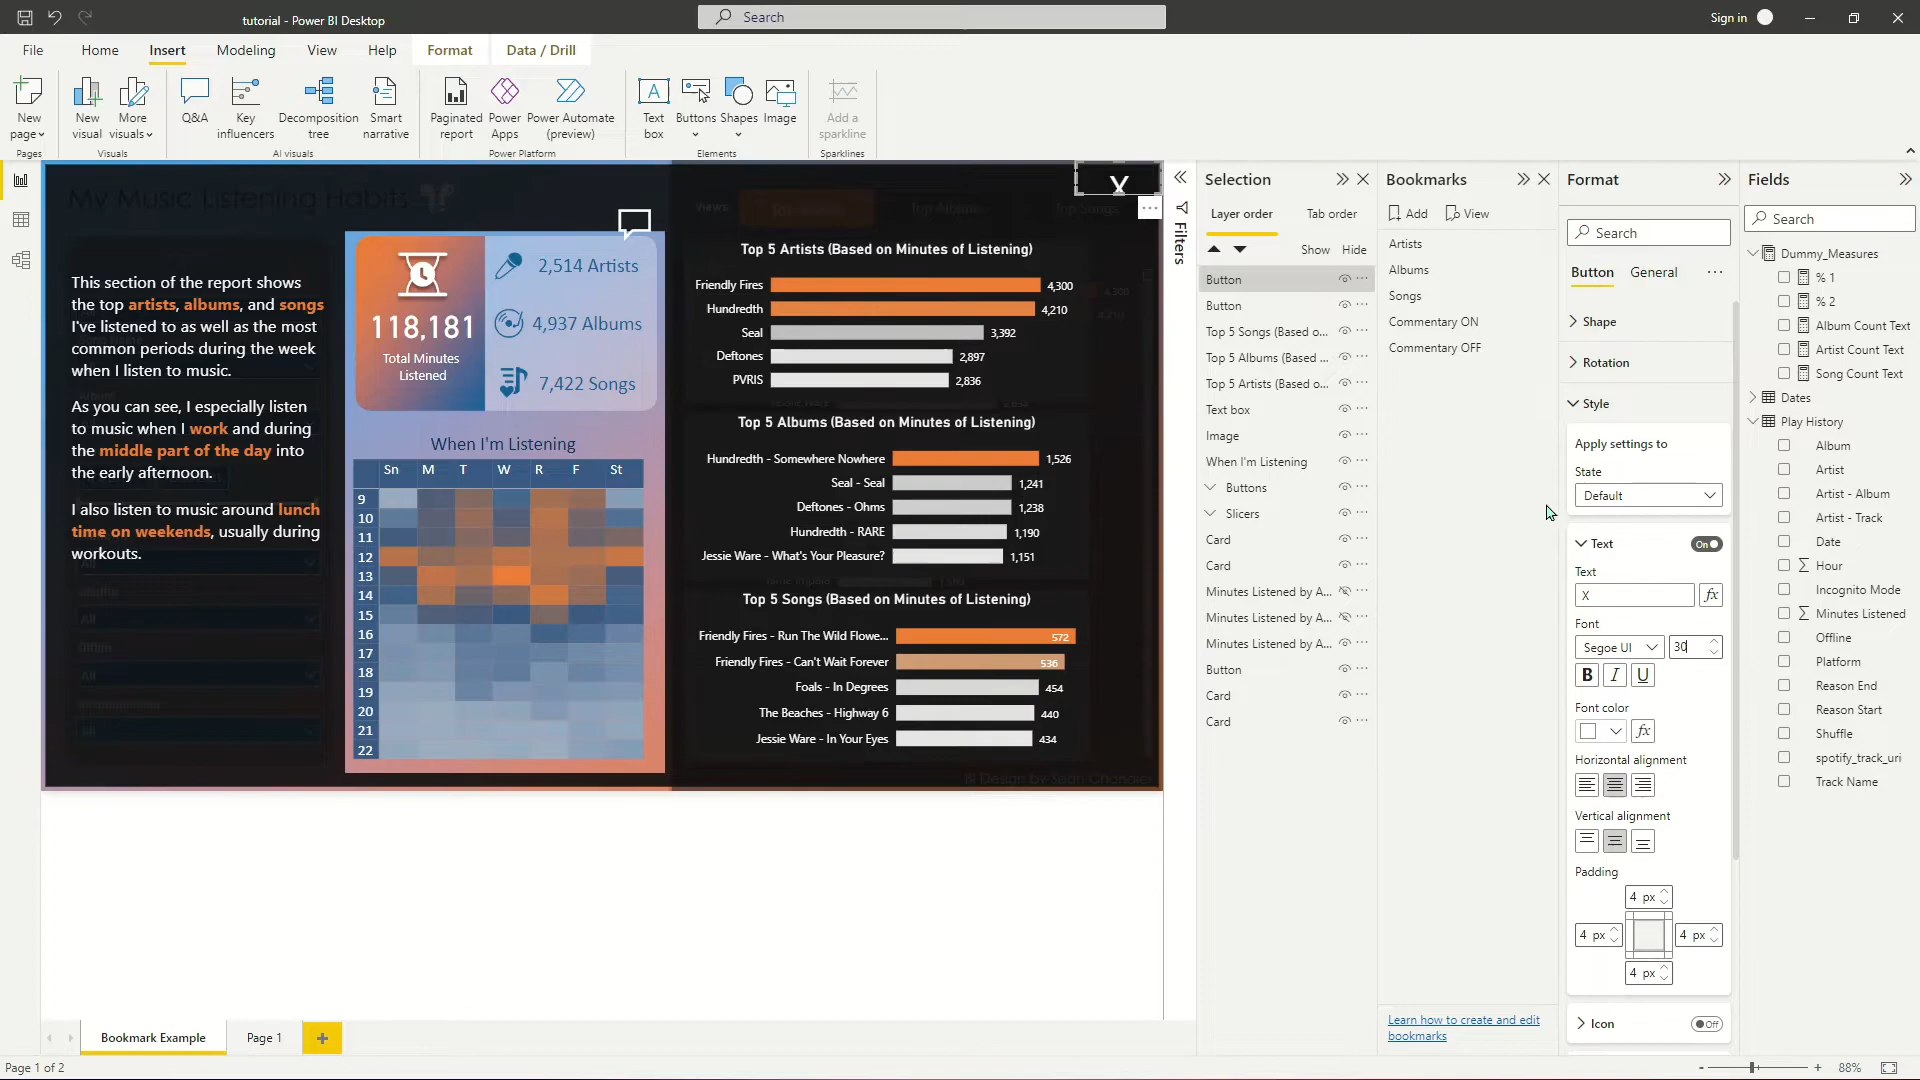 tutorial - Power BI Desktop
Search
Sign in
File
Home
Insert
Modeling
View
Help
Format
Data / Drill
New page
New visual
More visuals
Q&A
Key influencers
Decomposition tree
Smart narrative
Paginated report
Power Apps
Power Automate (preview)
Text box
Buttons
Shapes
Image
Add a sparkline
Pages
Visuals
AI visuals
Power Platform
Elements
Sparklines
My Music Listening Habits
Views:
Top Albums
Top Songs
X
This section of the report shows
the top artists, albums, and songs
I've listened to as well as the most
common periods during the week
when I listen to music.
As you can see, I especially listen
to music when I work and during
the middle part of the day into
the early afternoon.
I also listen to music around lunch
time on weekends, usually during
workouts.
118,181
Total Minutes
Listened
2,514 Artists
4,937 Albums
7,422 Songs
When I'm Listening
Sn M T W R F St
9
10
11
12
13
14
15
16
17
18
19
20
21
22
Top 5 Artists (Based on Minutes of Listening)
Friendly Fires 4,300
Hundredth 4,210
Seal 3,392
Deftones 2,897
PVRIS 2,836
Top 5 Albums (Based on Minutes of Listening)
Hundredth - Somewhere Nowhere 1,526
Seal - Seal 1,241
Deftones - Ohms 1,238
Hundredth - RARE 1,190
Jessie Ware - What's Your Pleasure? 1,151
Top 5 Songs (Based on Minutes of Listening)
Friendly Fires - Run The Wild Flowe... 572
Friendly Fires - Can't Wait Forever 536
Foals - In Degrees 454
The Beaches - Highway 6 440
Jessie Ware - In Your Eyes 434
BI Design by Sean Chandler
Filters
Selection
Layer order
Tab order
Show
Hide
Button
Button
Top 5 Songs (Based o...
Top 5 Albums (Based ...
Top 5 Artists (Based o...
Text box
Image
When I'm Listening
Buttons
Slicers
Card
Card
Minutes Listened by A...
Minutes Listened by A...
Minutes Listened by A...
Button
Card
Card
Bookmarks
Add
View
Artists
Albums
Songs
Commentary ON
Commentary OFF
Learn how to create and edit
bookmarks
Format
Search
Button
General
Shape
Rotation
Style
Apply settings to
State
Default
Text
On
Text
X
fx
Font
Segoe UI
30
B I U
Font color
fx
Horizontal alignment
Vertical alignment
Padding
4 px
4 px
4 px
4 px
Icon
Off
Fields
Search
Dummy_Measures
% 1
% 2
Album Count Text
Artist Count Text
Song Count Text
Dates
Play History
Album
Artist
Artist - Album
Artist - Track
Date
Hour
Incognito Mode
Minutes Listened
Offline
Platform
Reason End
Reason Start
Shuffle
spotify_track_uri
Track Name
Bookmark Example
Page 1
Page 1 of 2
88%